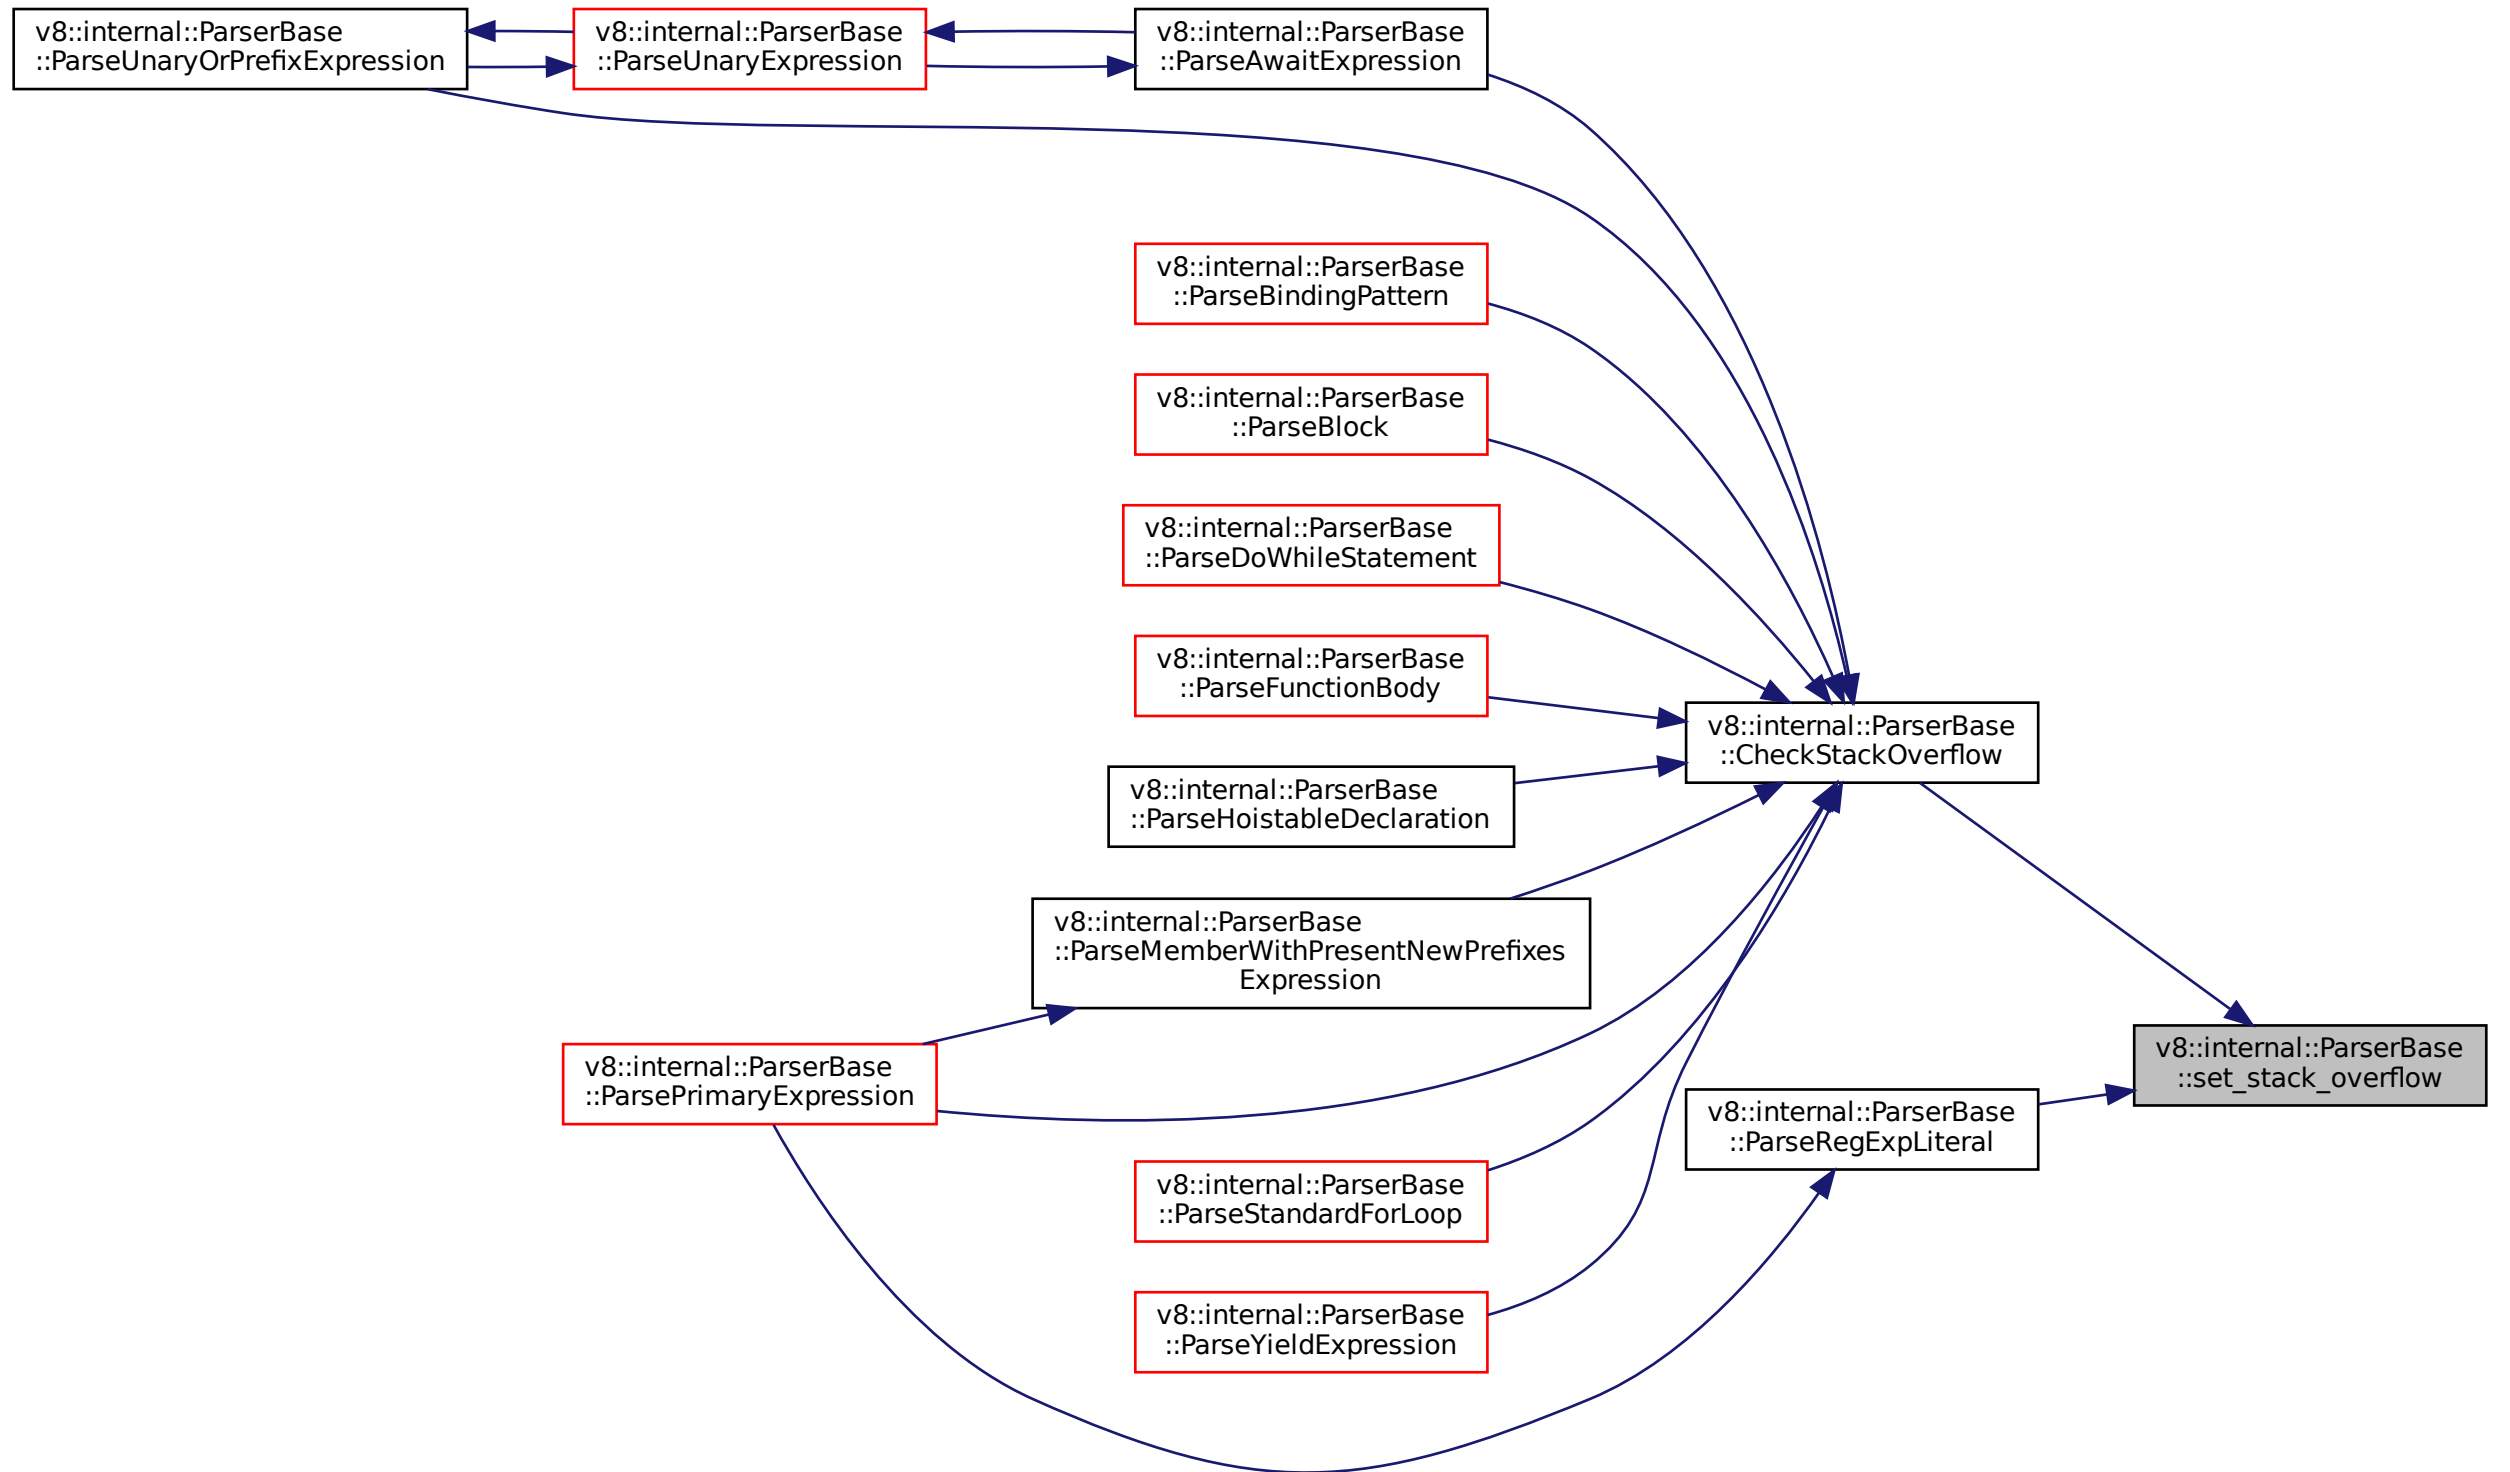 v8::internal::ParserBase
::ParseUnaryOrPrefixExpression
v8::internal::ParserBase
::ParseUnaryExpression
v8::internal::ParserBase
::ParseAwaitExpression
v8::internal::ParserBase
::ParseBindingPattern
v8::internal::ParserBase
::ParseBlock
v8::internal::ParserBase
::ParseDoWhileStatement
v8::internal::ParserBase
::ParseFunctionBody
v8::internal::ParserBase
::CheckStackOverflow
v8::internal::ParserBase
::ParseHoistableDeclaration
v8::internal::ParserBase
::ParseMemberWithPresentNewPrefixes
Expression
v8::internal::ParserBase
::ParsePrimaryExpression
v8::internal::ParserBase
::set_stack_overflow
v8::internal::ParserBase
::ParseRegExpLiteral
v8::internal::ParserBase
::ParseStandardForLoop
v8::internal::ParserBase
::ParseYieldExpression